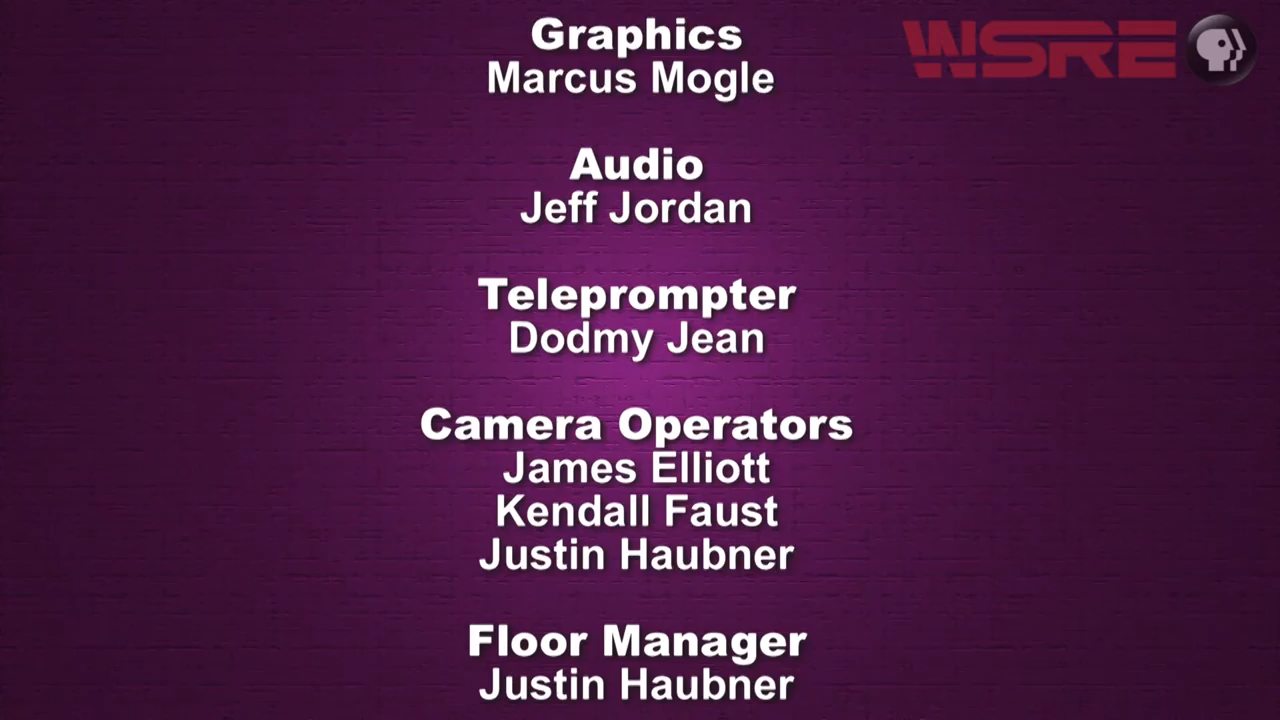 Graphics
Marcus Mogle
WSRE
Audio
Jeff Jordan
Teleprompter
Dodmy Jean
Camera Operators
James Elliott
Kendall Faust
Justin Haubner
Floor Manager
Justin Haubner